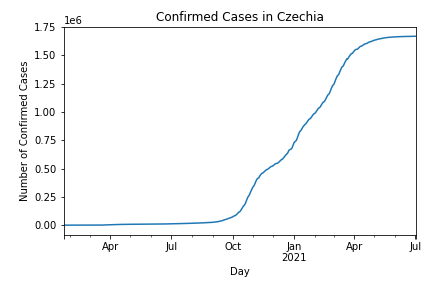 Confirmed Cases in Czechia
1e6
1.75
1.50
1.25
1.00
0.75
0.50
0.25
0.00
Number of Confirmed Cases
Apr Jul Oct Jan Apr Jul
2021
Day